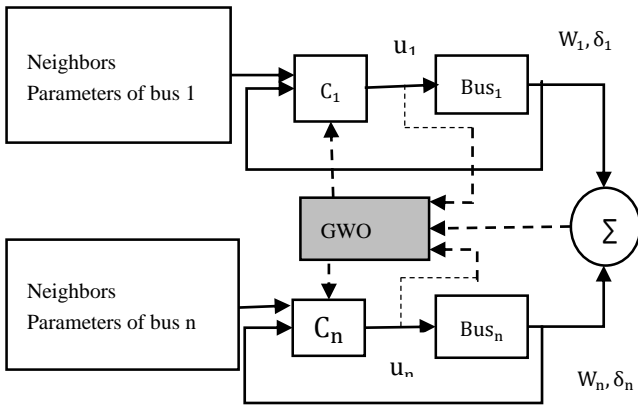 Neighbors
Parameters of bus 1
C₁
u₁
Bus₁
W₁, δ₁
GWO
Σ
Neighbors
Parameters of bus n
Cₙ
uₙ
Busₙ
Wₙ, δₙ